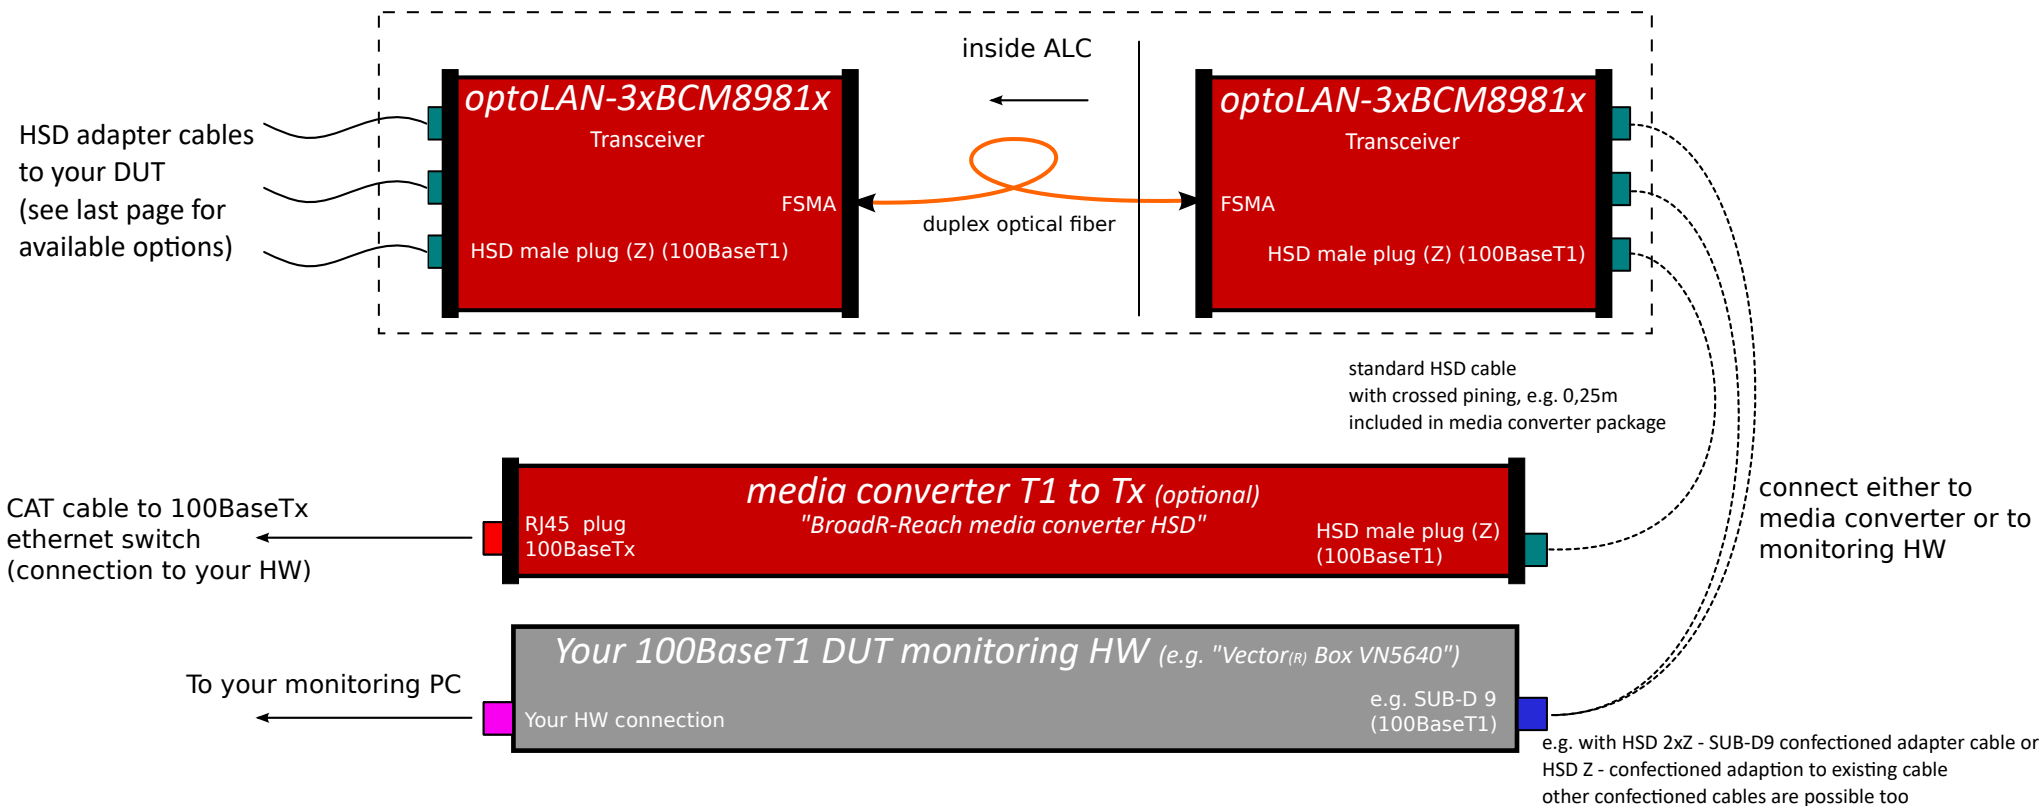 inside ALC
optoLAN-3xBCM8981x
Transceiver
FSMA
HSD male plug (Z) (100BaseT1)
HSD adapter cables
to your DUT
(see last page for
available options)
duplex optical fiber
optoLAN-3xBCM8981x
Transceiver
FSMA
HSD male plug (Z) (100BaseT1)
standard HSD cable
with crossed pining, e.g. 0,25m
included in media converter package
media converter T1 to Tx (optional)
"BroadR-Reach media converter HSD"
RJ45 plug
100BaseTx
HSD male plug (Z)
(100BaseT1)
CAT cable to 100BaseTx
ethernet switch
(connection to your HW)
connect either to
media converter or to
monitoring HW
Your 100BaseT1 DUT monitoring HW (e.g. "Vector(R) Box VN5640")
To your monitoring PC
Your HW connection
e.g. SUB-D 9
(100BaseT1)
e.g. with HSD 2xZ - SUB-D9 confectioned adapter cable or
HSD Z - confectioned adaption to existing cable
other confectioned cables are possible too